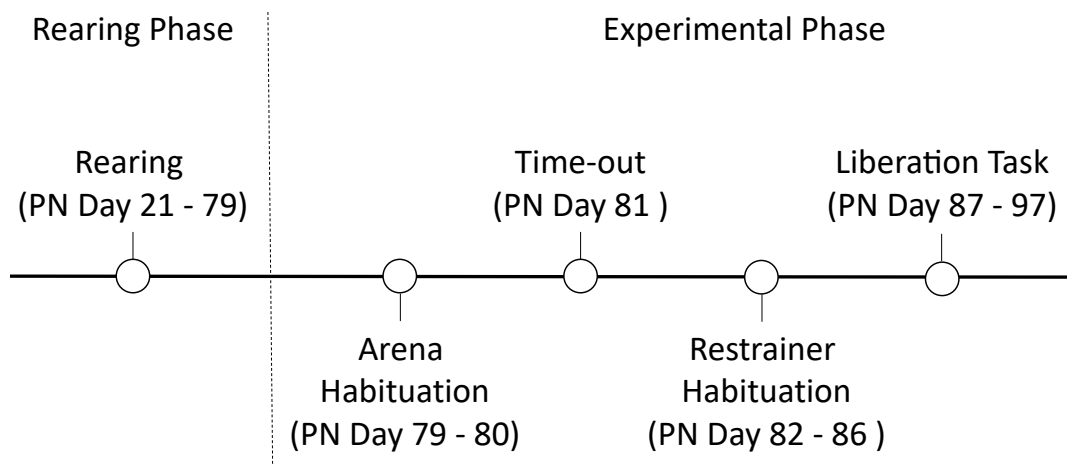 Rearing Phase
Experimental Phase
Rearing
(PN Day 21 - 79)
Time-out
(PN Day 81 )
Liberation Task
(PN Day 87 - 97)
Arena
Habituation
(PN Day 79 - 80)
Restrainer
Habituation
(PN Day 82 - 86 )